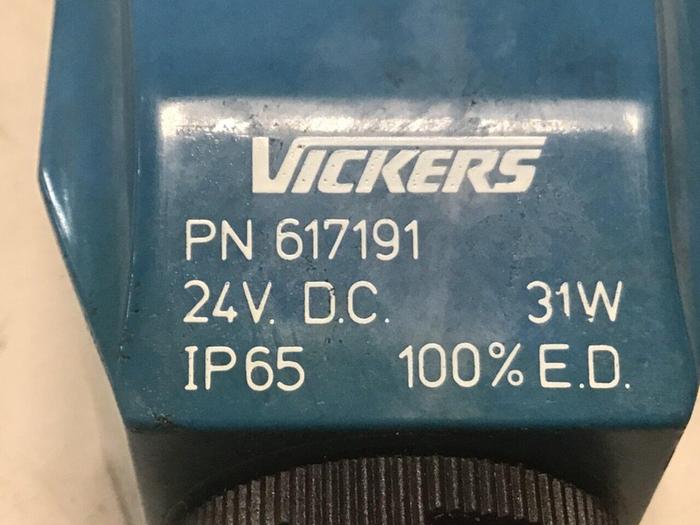 VICKERS
PN 617191
24V. D.C. 31W
IP65 100% E.D.